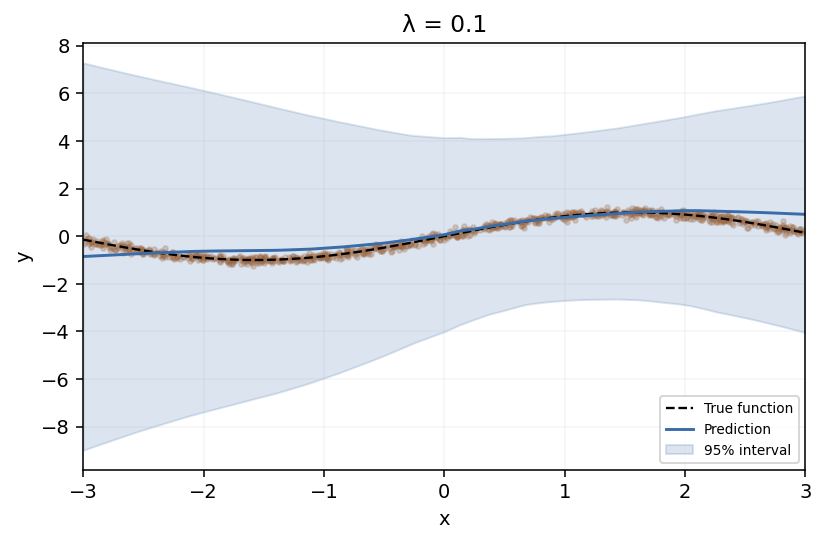 λ = 0.1
8
6
4
2
0
−2
−4
−6
−8
y
−3
−2
−1
0
1
2
3
x
True function
Prediction
95% interval